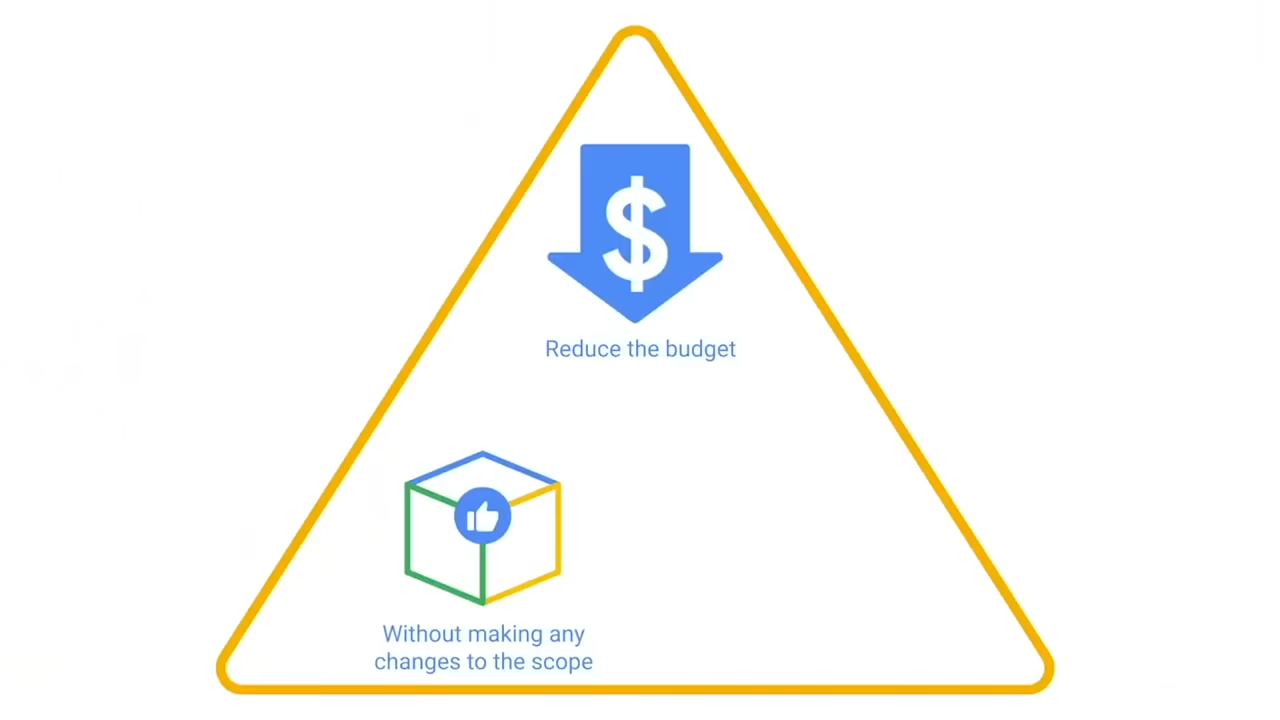 $
Reduce the budget
Without making any
changes to the scope